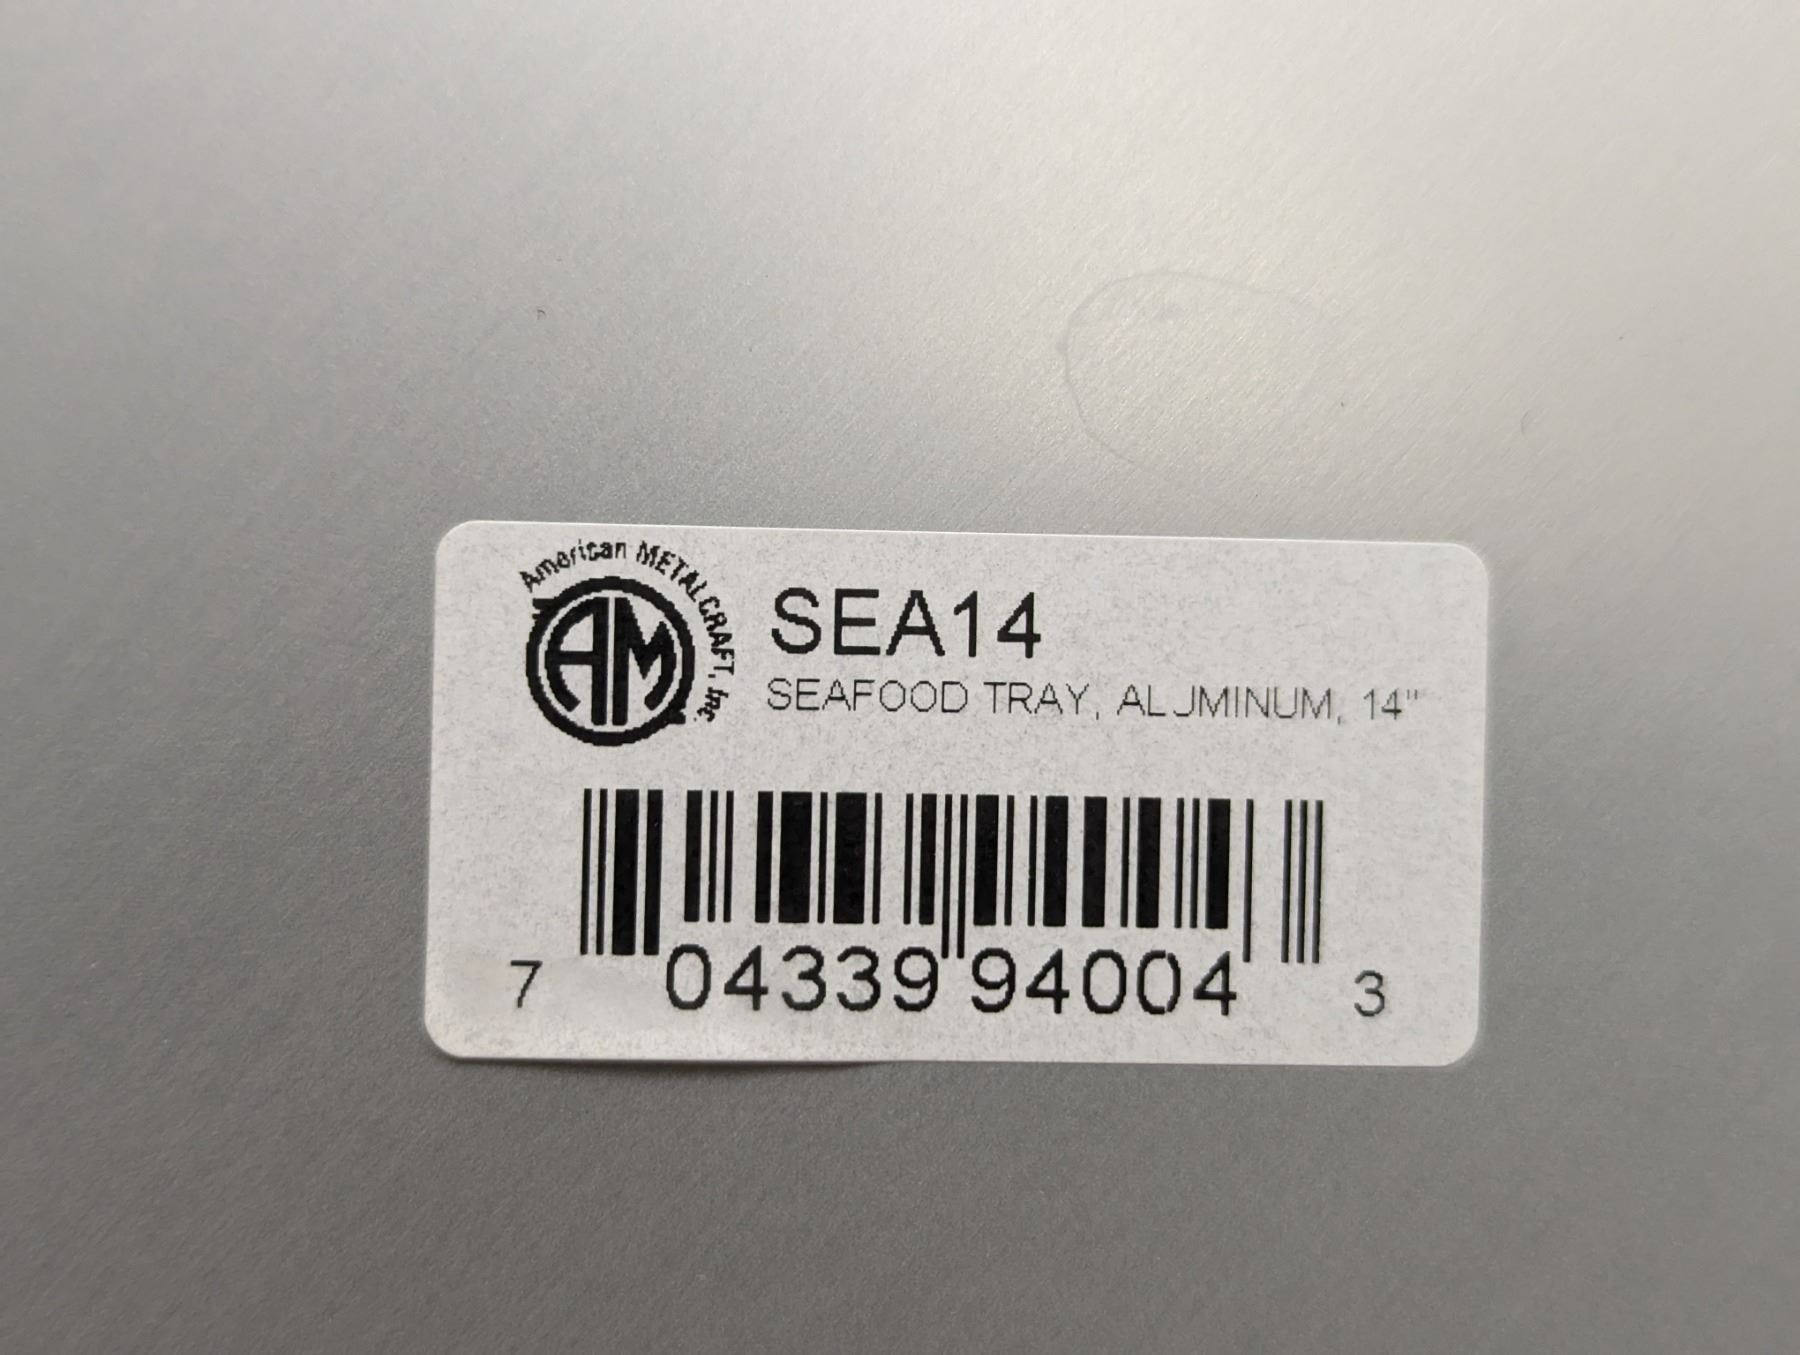 American METALCRAFT, Inc.
AM
SEA14
SEAFOOD TRAY, ALUMINUM, 14"
7 04339 94004 3